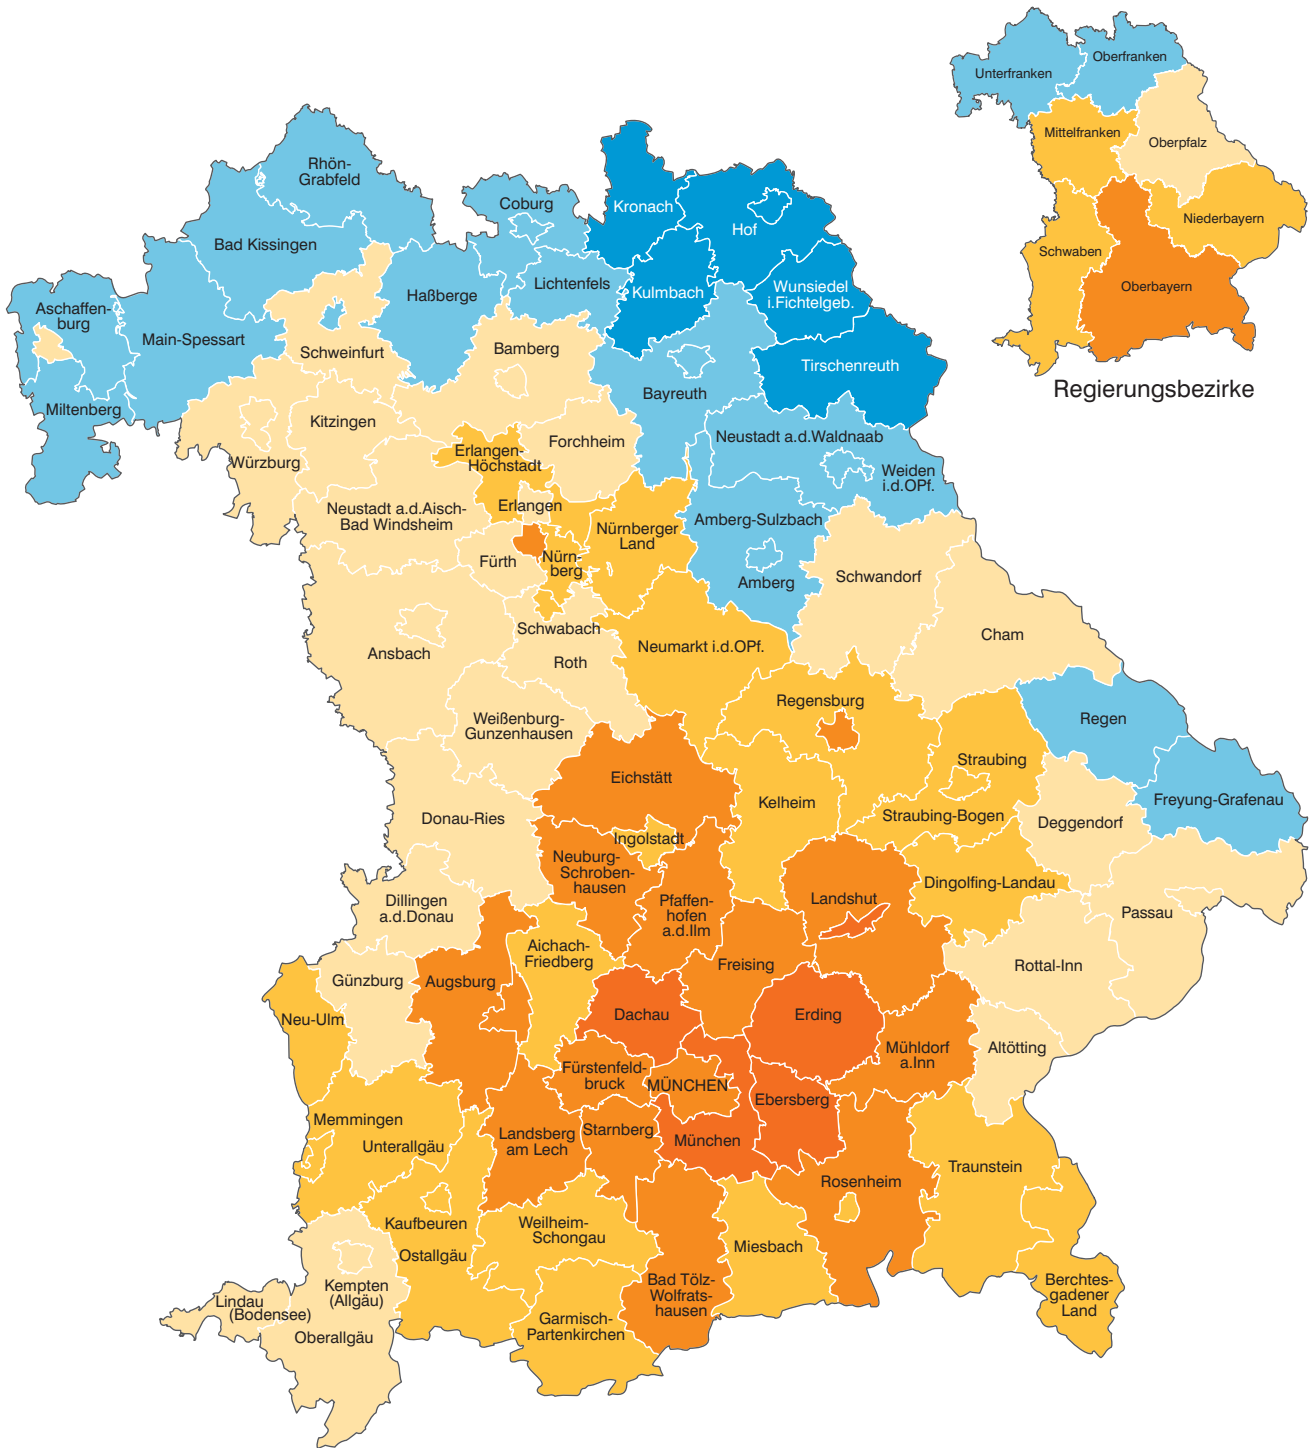 Oberfranken
Unterfranken
Mittelfranken
Oberpfalz
Niederbayern
Schwaben
Oberbayern
Regierungsbezirke
Rhön-
Grabfeld
Coburg
Kronach
Hof
Bad Kissingen
Lichtenfels
Kulmbach
Wunsiedel
i.Fichtelgeb.
Haßberge
Aschaffen-
burg
Main-Spessart
Schweinfurt
Bamberg
Tirschenreuth
Bayreuth
Miltenberg
Kitzingen
Forchheim
Neustadt a.d.Waldnaab
Erlangen-
Höchstadt
Würzburg
Weiden
i.d.OPf.
Erlangen
Neustadt a.d.Aisch-
Bad Windsheim
Amberg-Sulzbach
Nürnberger
Land
Fürth
Nürn-
berg
Amberg
Schwandorf
Schwabach
Cham
Neumarkt i.d.OPf.
Ansbach
Roth
Regensburg
Weißenburg-
Gunzenhausen
Regen
Straubing
Eichstätt
Kelheim
Freyung-Grafenau
Donau-Ries
Straubing-Bogen
Deggendorf
Ingolstadt
Neuburg-
Schroben-
hausen
Dingolfing-Landau
Dillingen
a.d.Donau
Pfaffen-
hofen
a.d.Ilm
Landshut
Passau
Aichach-
Friedberg
Freising
Rottal-Inn
Günzburg
Augsburg
Neu-Ulm
Dachau
Erding
Mühldorf
a.Inn
Altötting
Fürstenfeld-
bruck
MÜNCHEN
Ebersberg
Memmingen
Unterallgäu
Landsberg
am Lech
Starnberg
München
Traunstein
Rosenheim
Kaufbeuren
Weilheim-
Schongau
Ostallgäu
Miesbach
Kempten
(Allgäu)
Bad Tölz-
Wolfrats-
hausen
Berchtes-
gadener
Land
Lindau
(Bodensee)
Oberallgäu
Garmisch-
Partenkirchen